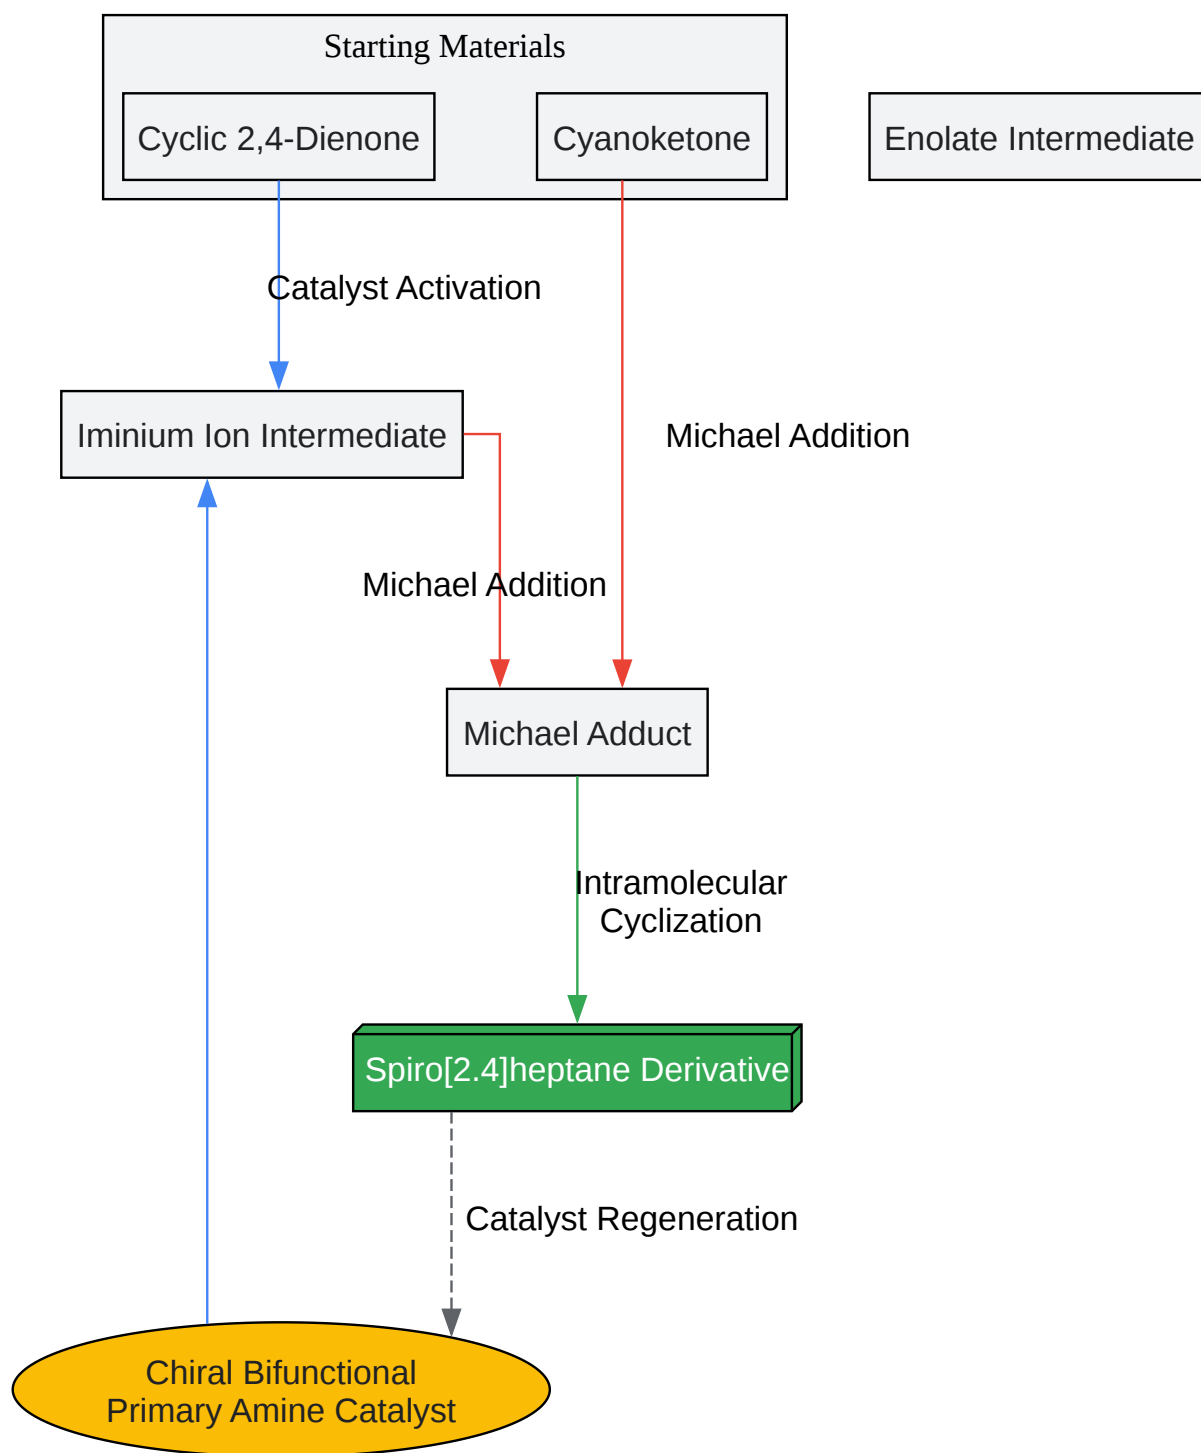 Starting Materials
Cyclic 2,4-Dienone
Cyanoketone
Enolate Intermediate
Catalyst Activation
Iminium Ion Intermediate
Michael Addition
Michael Addition
Michael Adduct
Intramolecular
Cyclization
Spiro[2.4]heptane Derivative
Catalyst Regeneration
Chiral Bifunctional
Primary Amine Catalyst